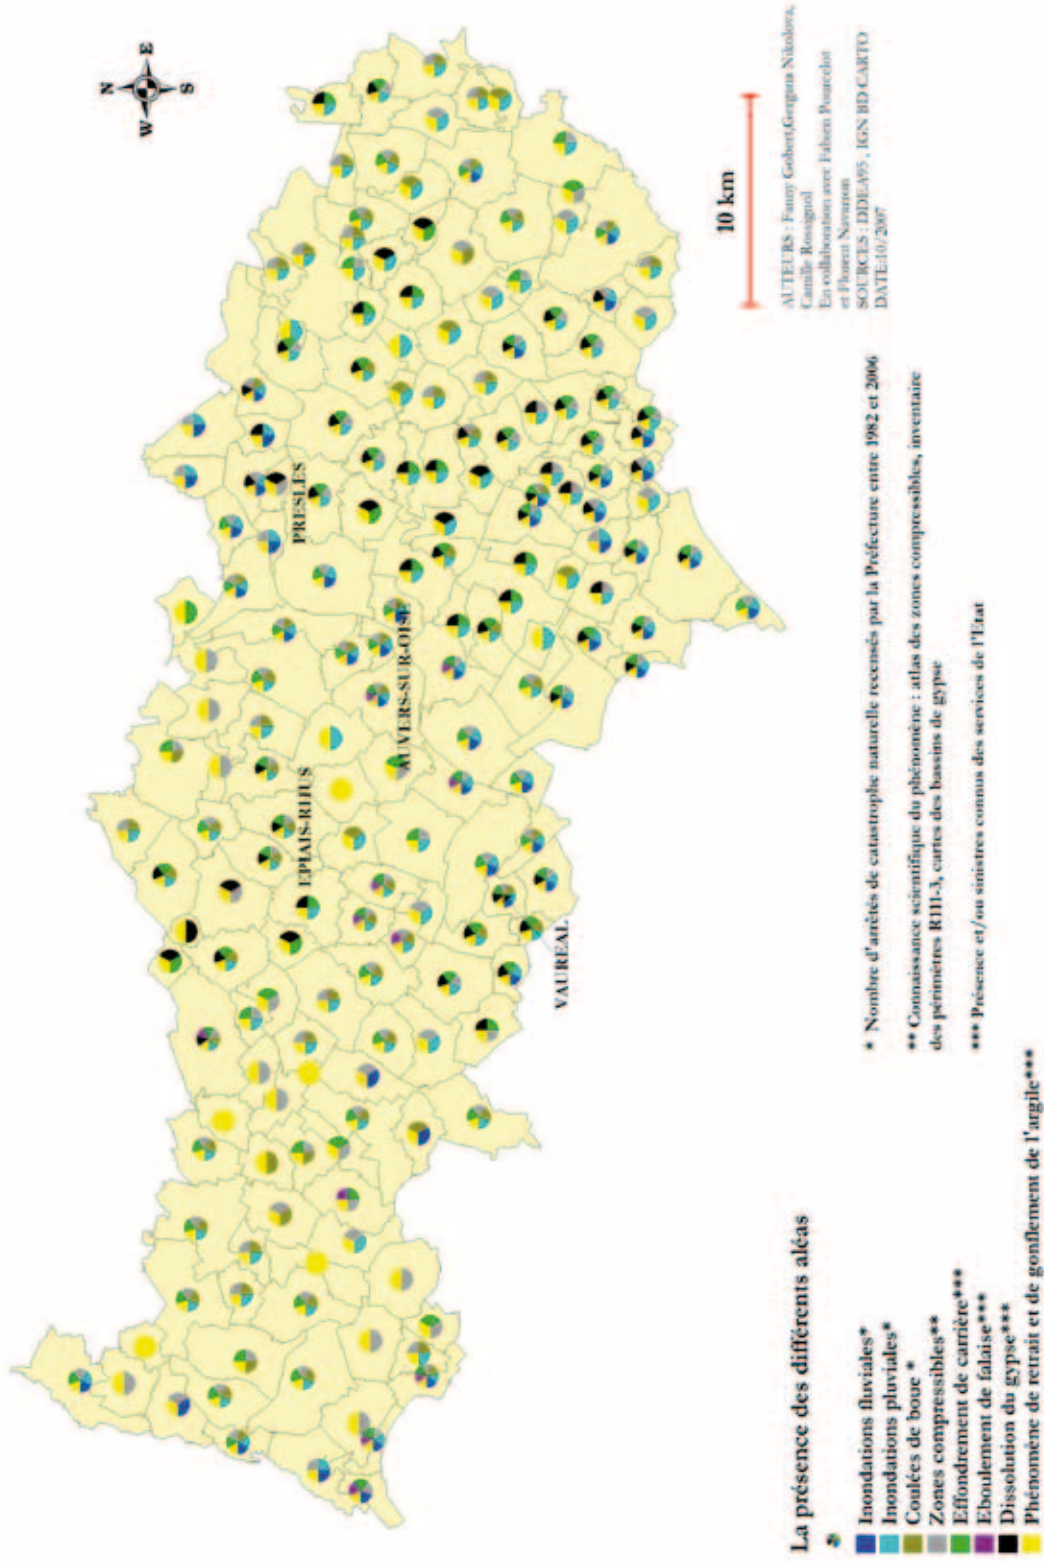 N
W E
S
PRESLES
AUVERS-SUR-OISE
EPIAIS-RHUS
VAUREAL
10 km
AUTEURS : Fanny Gobert,Gergana Nikolova,
Camille Rossignol
En collaboration avec Fabien Pourcelot
et Florent Navarron
SOURCES : DDEA95 , IGN BD CARTO
DATE:10/2007
La présence des différents aléas
Inondations fluviales*
Inondations pluviales*
Coulées de boue *
Zones compressibles**
Effondrement de carrière***
Eboulement de falaise***
Dissolution du gypse***
Phénomène de retrait et de gonflement de l'argile***
* Nombre d'arrêtés de catastrophe naturelle recensés par la Préfecture entre 1982 et 2006
** Connaissance scientifique du phénomène : atlas des zones compressibles, inventaire
des périmètres R111-3, cartes des bassins de gypse
*** Présence et/ou sinistres connus des services de l'Etat